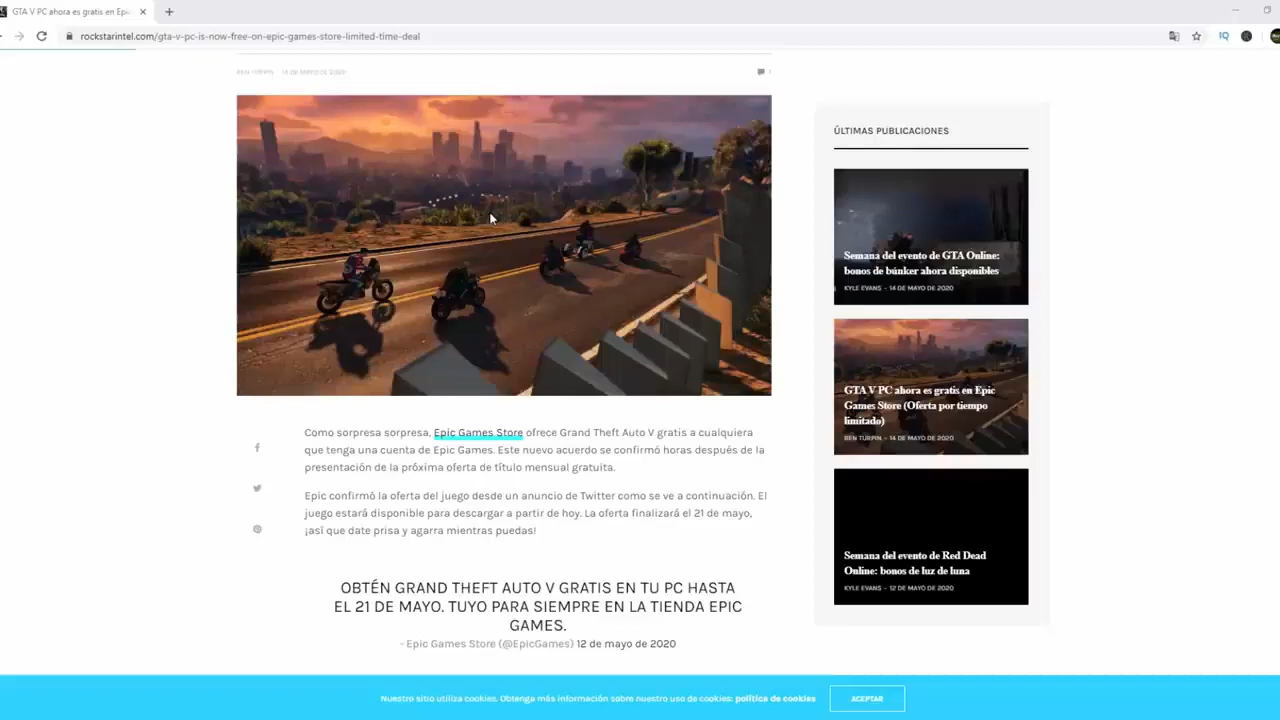 GTA V PC ahora es gratis en Epic
rockstarintel.com/gta-v-pc-is-now-free-on-epic-games-store-limited-time-deal
IQ
BEN TURPIN 14 DE MAYO DE 2020
ÚLTIMAS PUBLICACIONES
Semana del evento de GTA Online:
bonos de búnker ahora disponibles
KYLE EVANS - 14 DE MAYO DE 2020
GTA V PC ahora es gratis en Epic
Games Store (Oferta por tiempo
limitado)
BEN TURPIN - 14 DE MAYO DE 2020
Semana del evento de Red Dead
Online: bonos de luz de luna
KYLE EVANS - 12 DE MAYO DE 2020
Como sorpresa sorpresa, Epic Games Store ofrece Grand Theft Auto V gratis a cualquiera
que tenga una cuenta de Epic Games. Este nuevo acuerdo se confirmó horas después de la
presentación de la próxima oferta de título mensual gratuita.
Epic confirmó la oferta del juego desde un anuncio de Twitter como se ve a continuación. El
juego estará disponible para descargar a partir de hoy. La oferta finalizará el 21 de mayo,
¡así que date prisa y agarra mientras puedas!
OBTÉN GRAND THEFT AUTO V GRATIS EN TU PC HASTA
EL 21 DE MAYO. TUYO PARA SIEMPRE EN LA TIENDA EPIC
GAMES.
- Epic Games Store (@EpicGames) 12 de mayo de 2020
Nuestro sitio utiliza cookies. Obtenga más información sobre nuestro uso de cookies: política de cookies
ACEPTAR